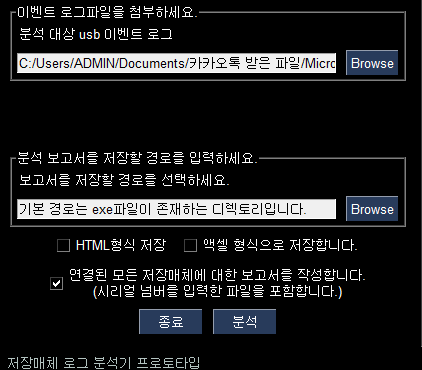 이벤트 로그파일을 첨부하세요.
분석 대상 usb 이벤트 로그
C:/Users/ADMIN/Documents/카카오톡 받은 파일/Micro
Browse
분석 보고서를 저장할 경로를 입력하세요.
보고서를 저장할 경로를 선택하세요.
기본 경로는 exe파일이 존재하는 디렉토리입니다.
Browse
HTML형식 저장
액셀 형식으로 저장합니다.
연결된 모든 저장매체에 대한 보고서를 작성합니다.
(시리얼 넘버를 입력한 파일을 포함합니다.)
종료
분석
저장매체 로그 분석기 프로토타입